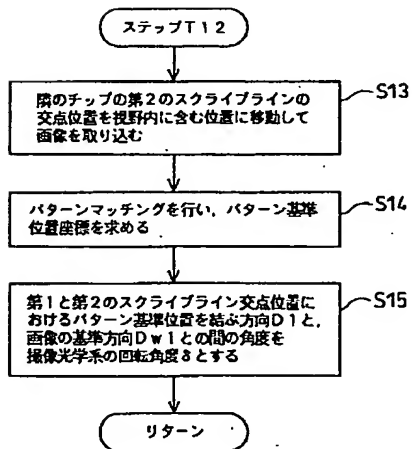 ステップT12
隣のチップの第2のスクライブラインの
交点位置を視野内に含む位置に移動して
画像を取り込む
S13
パターンマッチングを行い，パターン基準
位置座標を求める
S14
第1と第2のスクライブライン交点位置に
おけるパターン基準位置を結ぶ方向D1と，
画像の基準方向Dw1との間の角度を
撮像光学系の回転角度δとする
S15
リターン